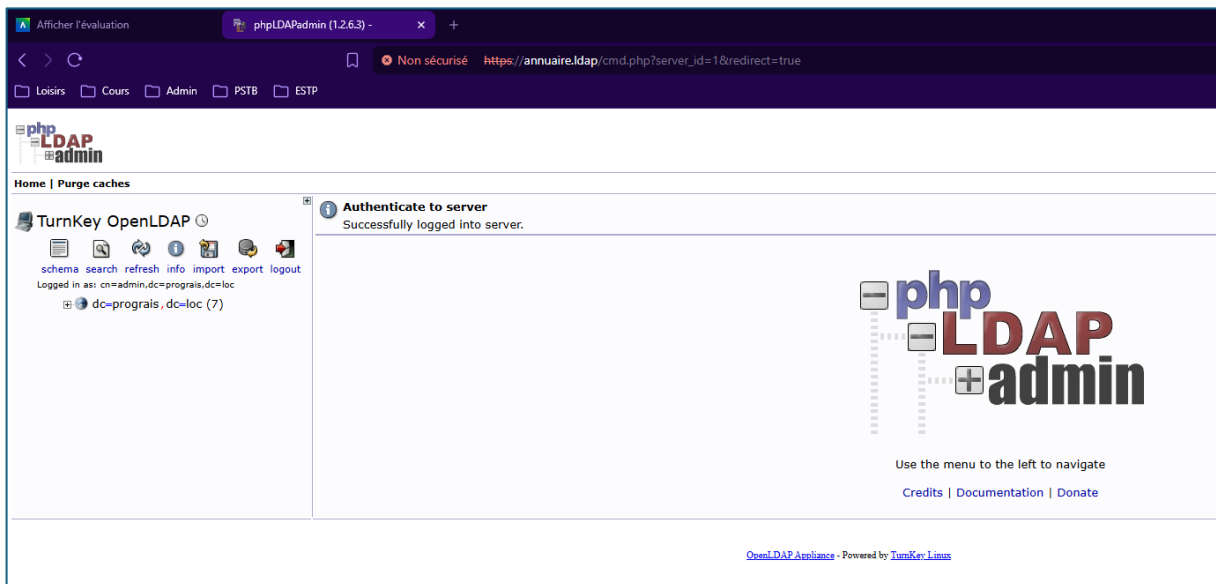 Afficher l'évaluation
phpLDAPadmin (1.2.6.3) -
Non sécurisé https://annuaire.ldap/cmd.php?server_id=1&redirect=true
Loisirs Cours Admin PSTB ESTP
php
LDAP
admin
Home | Purge caches
TurnKey OpenLDAP
schema search refresh info import export logout
Logged in as: cn=admin,dc=prograis,dc=loc
dc=prograis,dc=loc (7)
Authenticate to server
Successfully logged into server.
php
LDAP
admin
Use the menu to the left to navigate
Credits | Documentation | Donate
OpenLDAP Appliance - Powered by TurnKey Linux